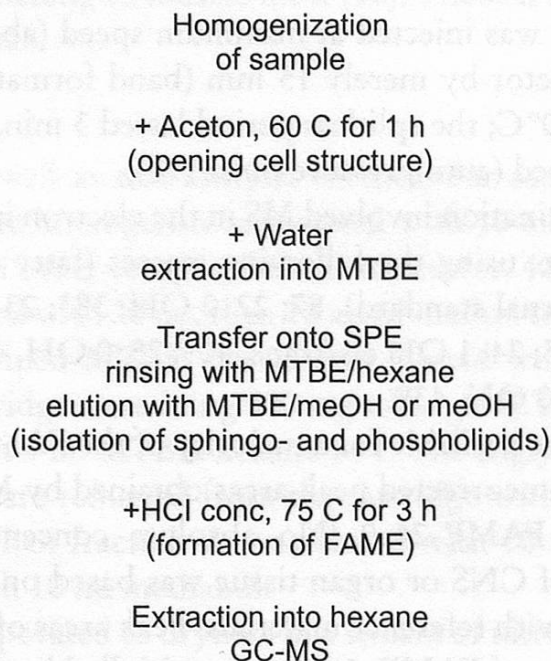 Homogenization
of sample
+ Aceton, 60 C for 1 h
(opening cell structure)
+ Water
extraction into MTBE
Transfer onto SPE
rinsing with MTBE/hexane
elution with MTBE/meOH or meOH
(isolation of sphingo- and phospholipids)
+HCl conc, 75 C for 3 h
(formation of FAME)
Extraction into hexane
GC-MS